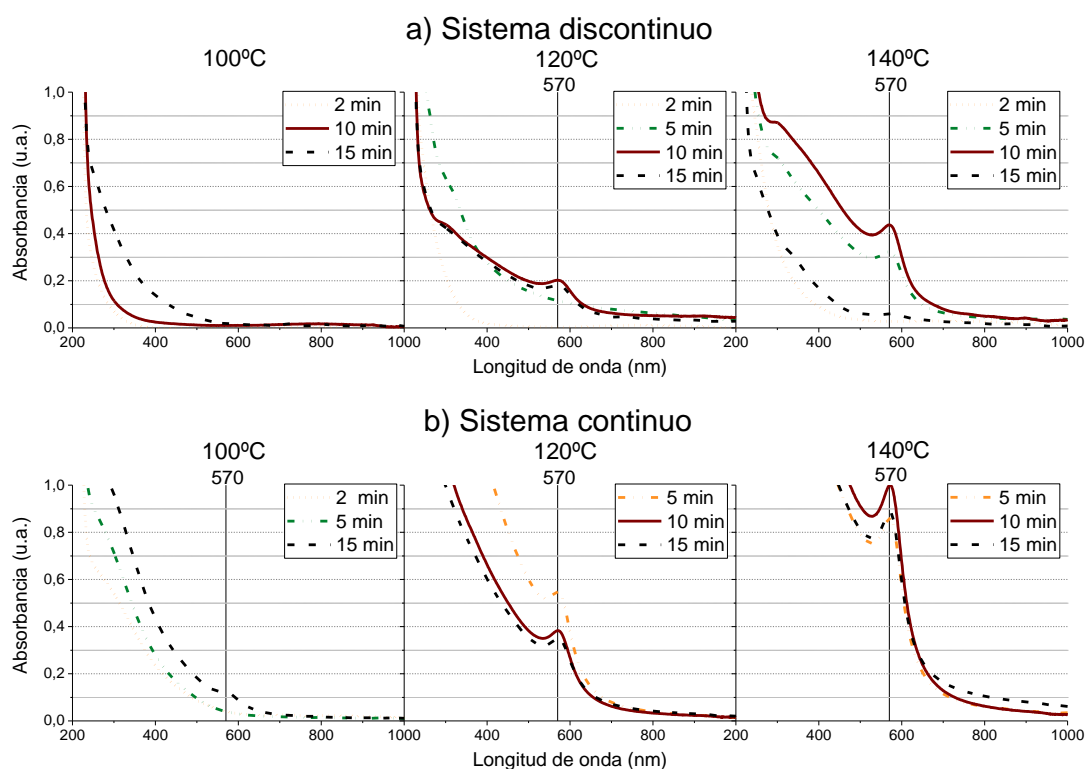 a) Sistema discontinuo
100ºC
120ºC
140ºC
570
570
1,0
0,8
0,6
0,4
0,2
0,0
Absorbancia (u.a.)
2 min
10 min
15 min
2 min
5 min
10 min
15 min
2 min
5 min
10 min
15 min
200 400 600 800 1000 400 600 800 200 400 600 800 1000
Longitud de onda (nm)
b) Sistema continuo
100ºC
120ºC
140ºC
570
570
570
1,0
0,8
0,6
0,4
0,2
0,0
Absorbancia (u.a.)
2 min
5 min
15 min
5 min
10 min
15 min
5 min
10 min
15 min
200 400 600 800 1000 400 600 800 200 400 600 800 1000
Longitud de onda (nm)